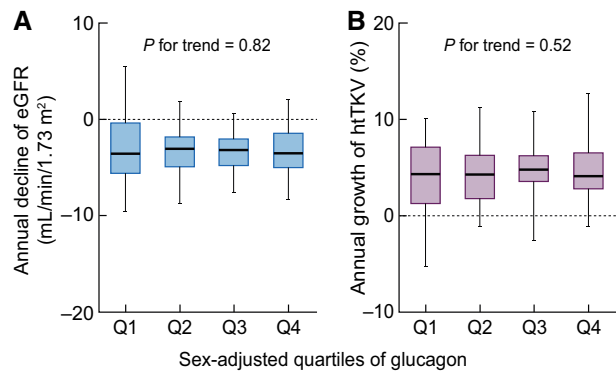 A
P for trend = 0.82
Annual decline of eGFR
(mL/min/1.73 m²)
10
0
–10
–20
Q1 Q2 Q3 Q4
B
P for trend = 0.52
Annual growth of htTKV (%)
20
10
0
–10
Q1 Q2 Q3 Q4
Sex-adjusted quartiles of glucagon